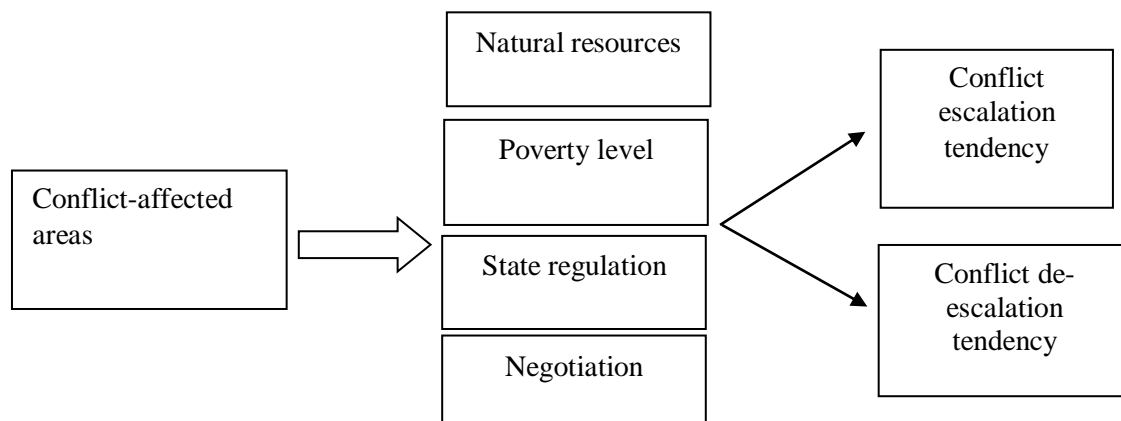 Conflict-affected
areas
Natural resources
Poverty level
State regulation
Negotiation
Conflict
escalation
tendency
Conflict de-
escalation
tendency